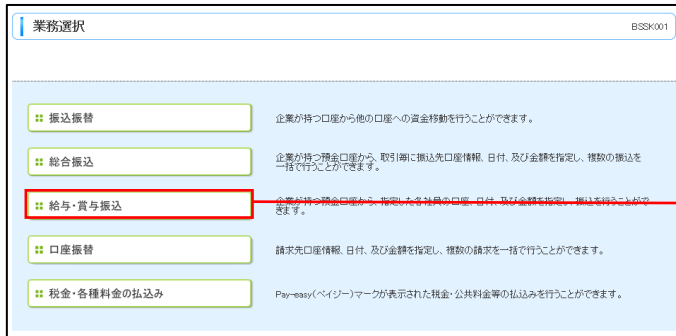 業務選択
BSSK001
振込振替
企業が持つ口座から他の口座への資金移動を行うことができます。
総合振込
企業が持つ預金口座から、取引毎に振込先口座情報、日付、及び金額を指定し、複数の振込を
一括で行うことができます。
給与・賞与振込
企業が持つ預金口座から、指定した各社員の口座、日付、及び金額を指定し、振込を行うことがで
きます。
口座振替
請求先口座情報、日付、及び金額を指定し、複数の請求を一括で行うことができます。
税金・各種料金の払込み
Pay-easy(ペイジー)マークが表示された税金・公共料金等の払込みを行うことができます。